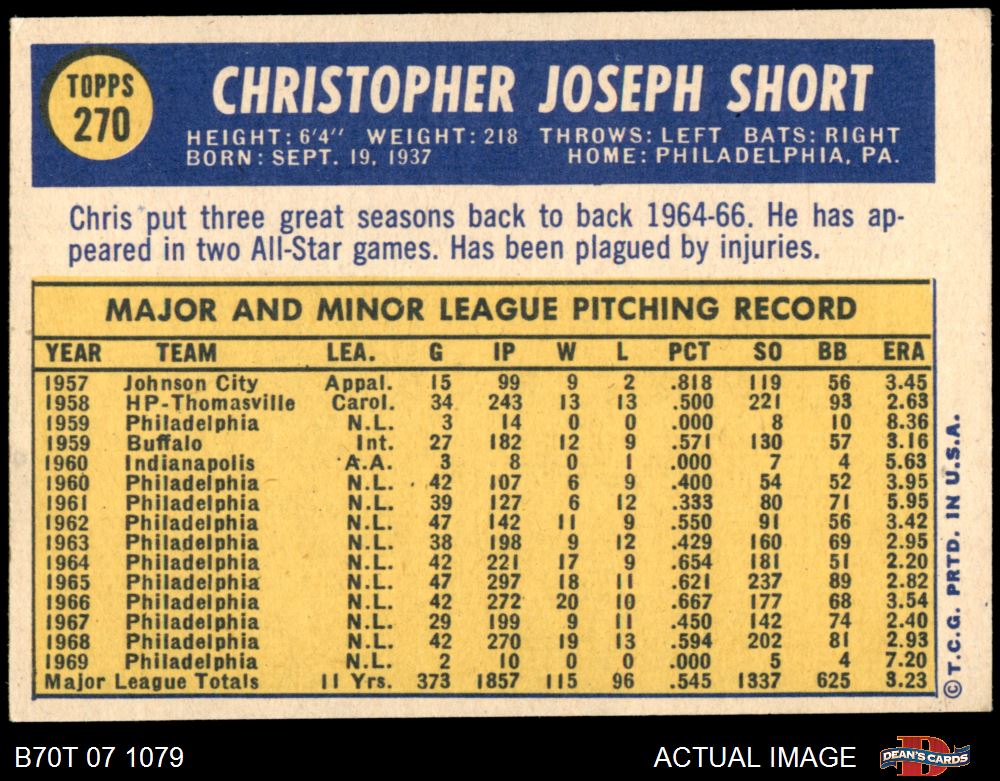 TOPPS
270
CHRISTOPHER JOSEPH SHORT
HEIGHT: 6'4" WEIGHT: 218 THROWS: LEFT BATS: RIGHT
BORN: SEPT. 19, 1937 HOME: PHILADELPHIA, PA.
Chris put three great seasons back to back 1964-66. He has ap-
peared in two All-Star games. Has been plagued by injuries.
MAJOR AND MINOR LEAGUE PITCHING RECORD
YEAR TEAM LEA. G IP W L PCT SO BB ERA
1957 Johnson City Appal. 15 99 9 2 .818 119 56 3.45
1958 HP-Thomasville Carol. 34 243 13 13 .500 221 93 2.63
1959 Philadelphia N.L. 3 14 0 0 .000 8 10 8.36
1959 Buffalo Int. 27 182 12 9 .571 130 57 3.16
1960 Indianapolis A.A. 3 8 0 1 .000 7 4 5.63
1960 Philadelphia N.L. 42 107 6 9 .400 54 52 3.95
1961 Philadelphia N.L. 39 127 6 12 .333 80 71 5.95
1962 Philadelphia N.L. 47 142 11 9 .550 91 56 3.42
1963 Philadelphia N.L. 38 198 9 12 .429 160 69 2.95
1964 Philadelphia N.L. 42 221 17 9 .654 181 51 2.20
1965 Philadelphia N.L. 47 297 18 11 .621 237 89 2.82
1966 Philadelphia N.L. 42 272 20 10 .667 177 68 3.54
1967 Philadelphia N.L. 29 199 9 11 .450 142 74 2.40
1968 Philadelphia N.L. 42 270 19 13 .594 202 81 2.93
1969 Philadelphia N.L. 2 10 0 0 .000 5 4 7.20
Major League Totals 11 Yrs. 373 1857 115 96 .545 1337 625 3.23
© T.C.G. PRTD. IN U.S.A.
B70T 07 1079 ACTUAL IMAGE
DEAN'S CARDS